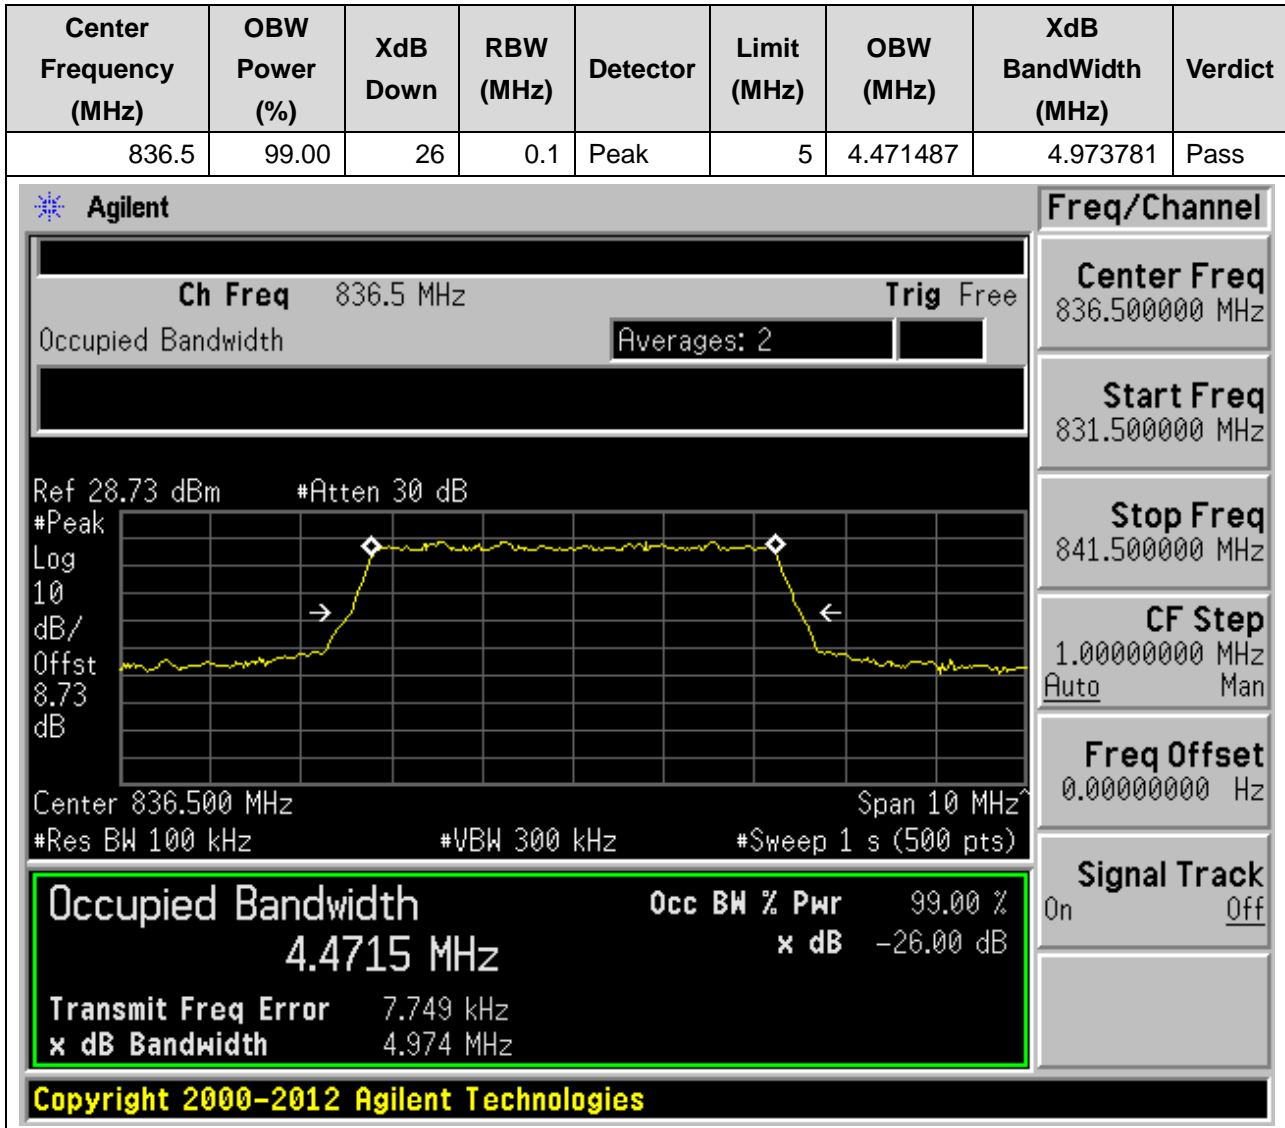 Center Frequency (MHz) OBW Power (%) XdB Down RBW (MHz) Detector Limit (MHz) OBW (MHz) XdB BandWidth (MHz) Verdict
836.5 99.00 26 0.1 Peak 5 4.471487 4.973781 Pass
Agilent
Freq/Channel
Ch Freq 836.5 MHz Trig Free
Occupied Bandwidth Averages: 2
Center Freq
836.500000 MHz
Start Freq
831.500000 MHz
Stop Freq
841.500000 MHz
CF Step
1.00000000 MHz
Auto Man
Freq Offset
0.00000000 Hz
Signal Track
On Off
Ref 28.73 dBm #Atten 30 dB
#Peak
Log
10
dB/
Offst
8.73
dB
Center 836.500 MHz Span 10 MHz^
#Res BW 100 kHz #VBW 300 kHz #Sweep 1 s (500 pts)
Occupied Bandwidth Occ BW % Pwr 99.00 %
4.4715 MHz x dB -26.00 dB
Transmit Freq Error 7.749 kHz
x dB Bandwidth 4.974 MHz
Copyright 2000-2012 Agilent Technologies